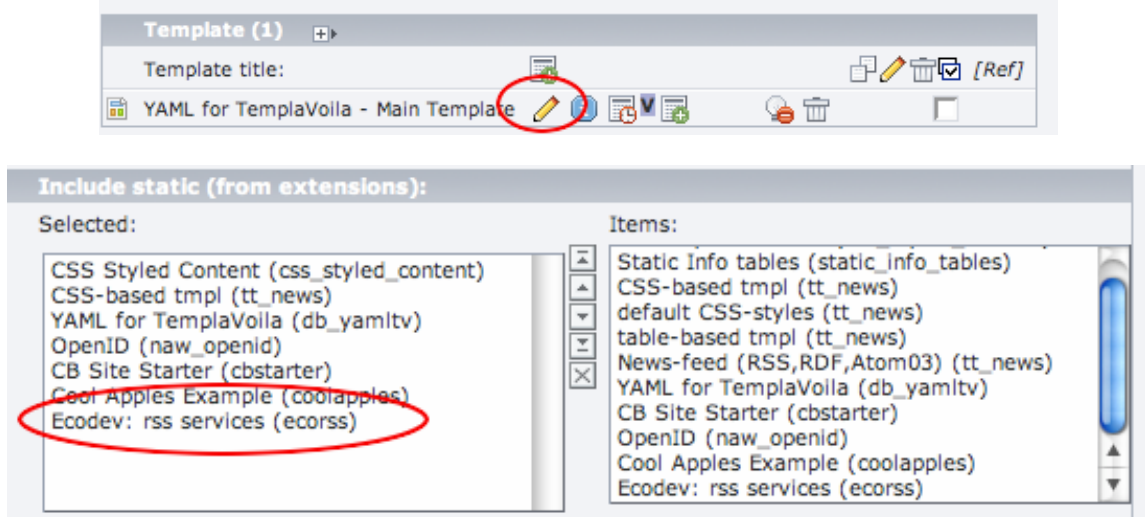 Template (1)
Template title:
[Ref]
YAML for TemplaVoila - Main Template
Include static (from extensions):
Selected:
Items:
CSS Styled Content (css_styled_content)
CSS-based tmpl (tt_news)
YAML for TemplaVoila (db_yamltv)
OpenID (naw_openid)
CB Site Starter (cbstarter)
Cool Apples Example (coolapples)
Ecodev: rss services (ecorss)
Static Info tables (static_info_tables)
CSS-based tmpl (tt_news)
default CSS-styles (tt_news)
table-based tmpl (tt_news)
News-feed (RSS,RDF,Atom03) (tt_news)
YAML for TemplaVoila (db_yamltv)
CB Site Starter (cbstarter)
OpenID (naw_openid)
Cool Apples Example (coolapples)
Ecodev: rss services (ecorss)